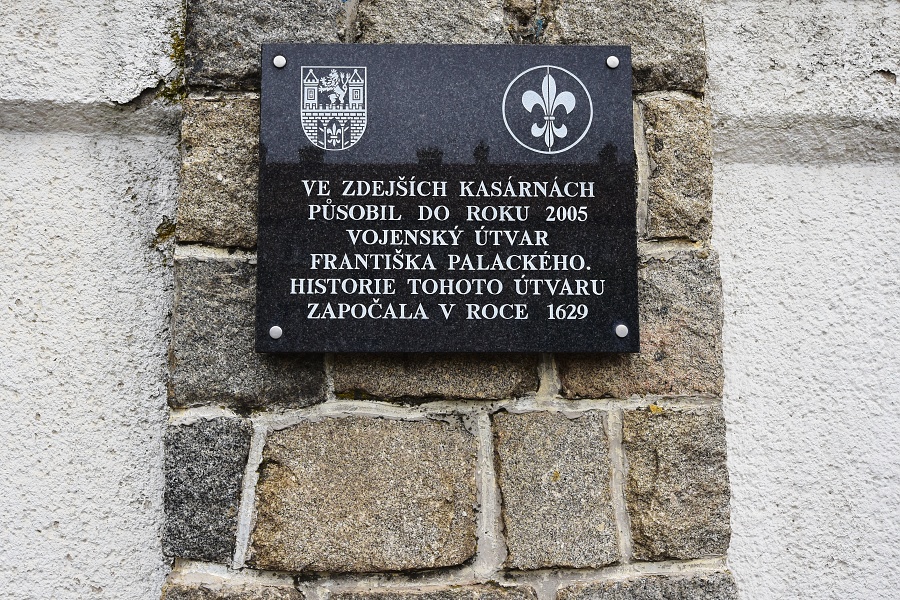 VE ZDEJŠÍCH KASÁRNÁCH
PŮSOBIL DO ROKU 2005
VOJENSKÝ ÚTVAR
FRANTIŠKA PALACKÉHO.
HISTORIE TOHOTO ÚTVARU
ZAPOČALA V ROCE 1629